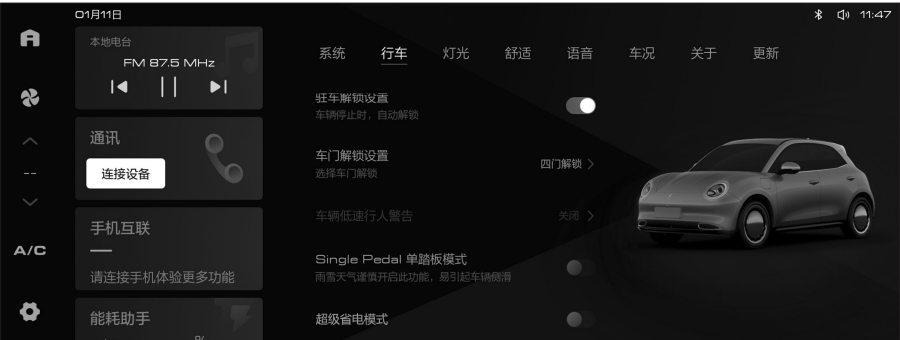 01月11日
11:47
本地电台
FM 87.5 MHz
通讯
连接设备
手机互联
请连接手机体验更多功能
能耗助手
%
--
A/C
系统 行车 灯光 舒适 语音 车况 关于 更新
驻车解锁设置
车辆停止时，自动解锁
车门解锁设置
选择车门解锁
四门解锁
车辆低速行人警告
关闭
Single Pedal 单踏板模式
雨雪天气谨慎开启此功能，易引起车辆侧滑
超级省电模式